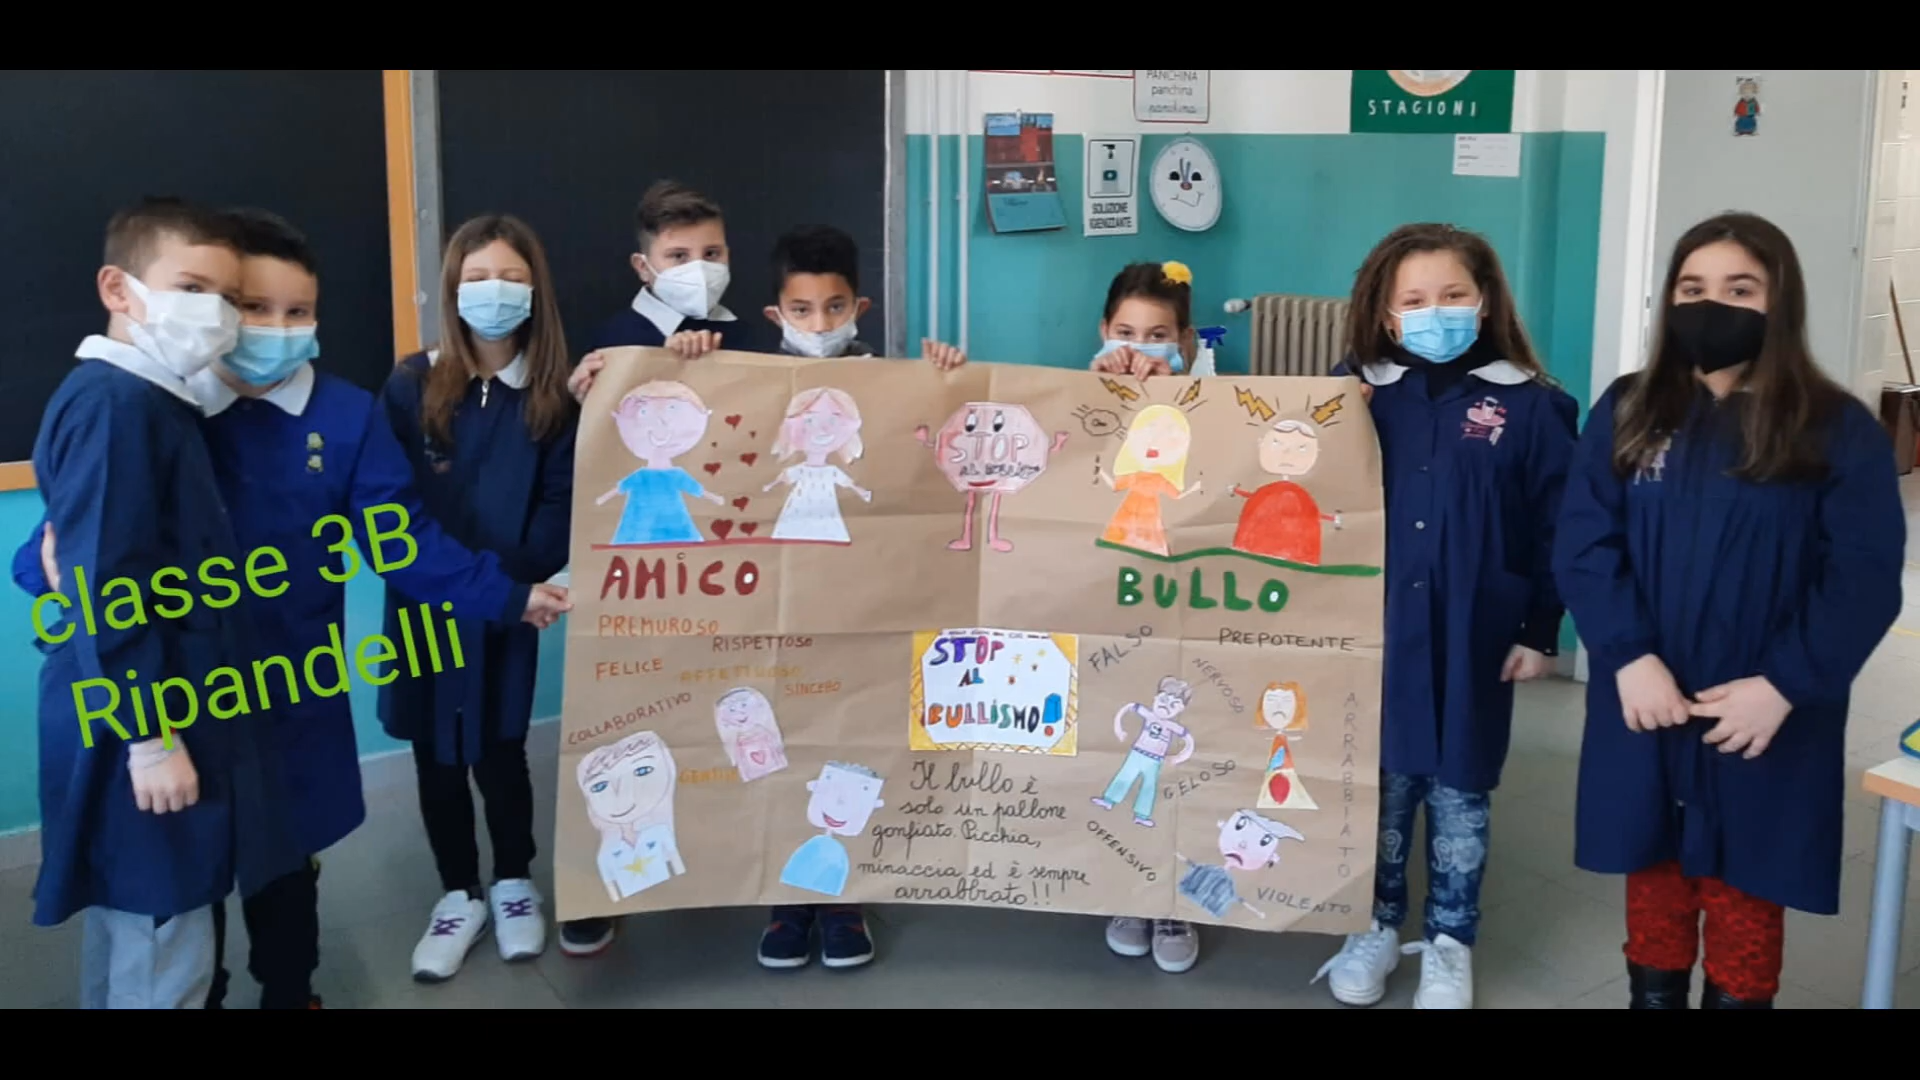 PANCHINA
panchina
panchina
STAGIONI
SOLUZIONE
IGIENIZZANTE
classe 3B
Ripandelli
STOP
AL
AMICO
BULLO
PREMUROSO
RISPETTOSO
FELICE
AFFETTUOSO
SINCERO
COLLABORATIVO
GENTILE
STOP
AL
BULLISMO!
Il bullo è
solo un pallone
gonfiato. Picchia,
minaccia ed è sempre
arrabbiato!!
FALSO
PREPOTENTE
NERVOSO
ARRABBIATO
GELOSO
OFFENSIVO
VIOLENTO